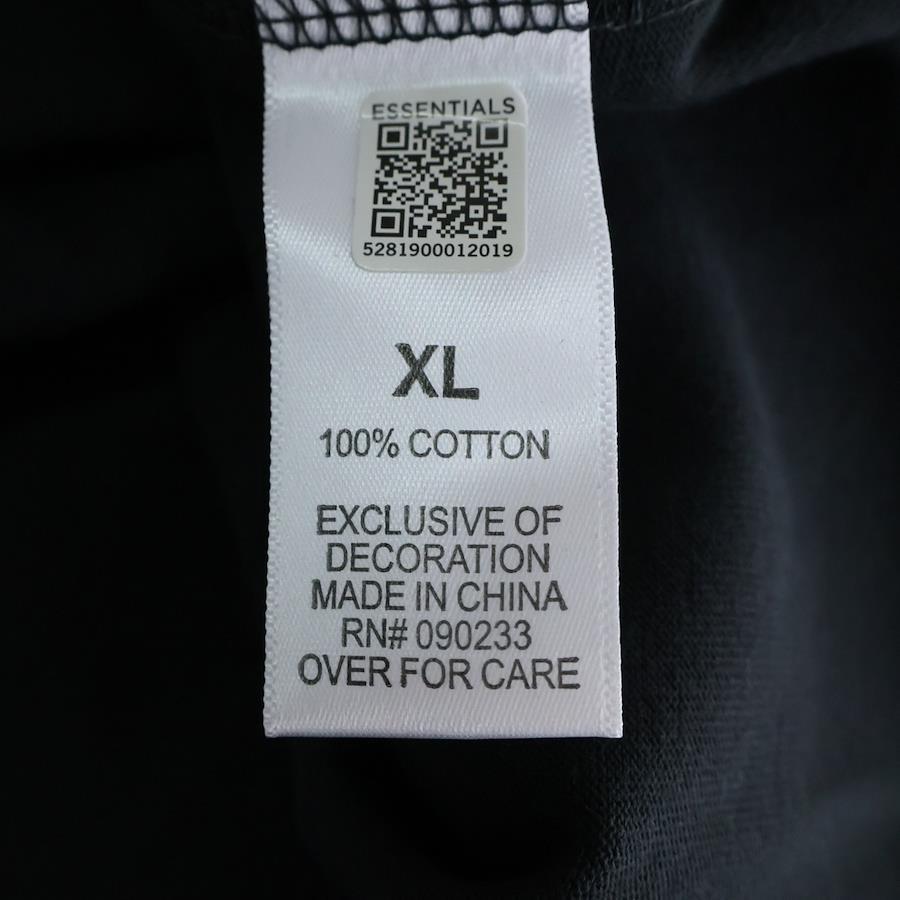 ESSENTIALS
5281900012019
XL
100% COTTON
EXCLUSIVE OF
DECORATION
MADE IN CHINA
RN# 090233
OVER FOR CARE